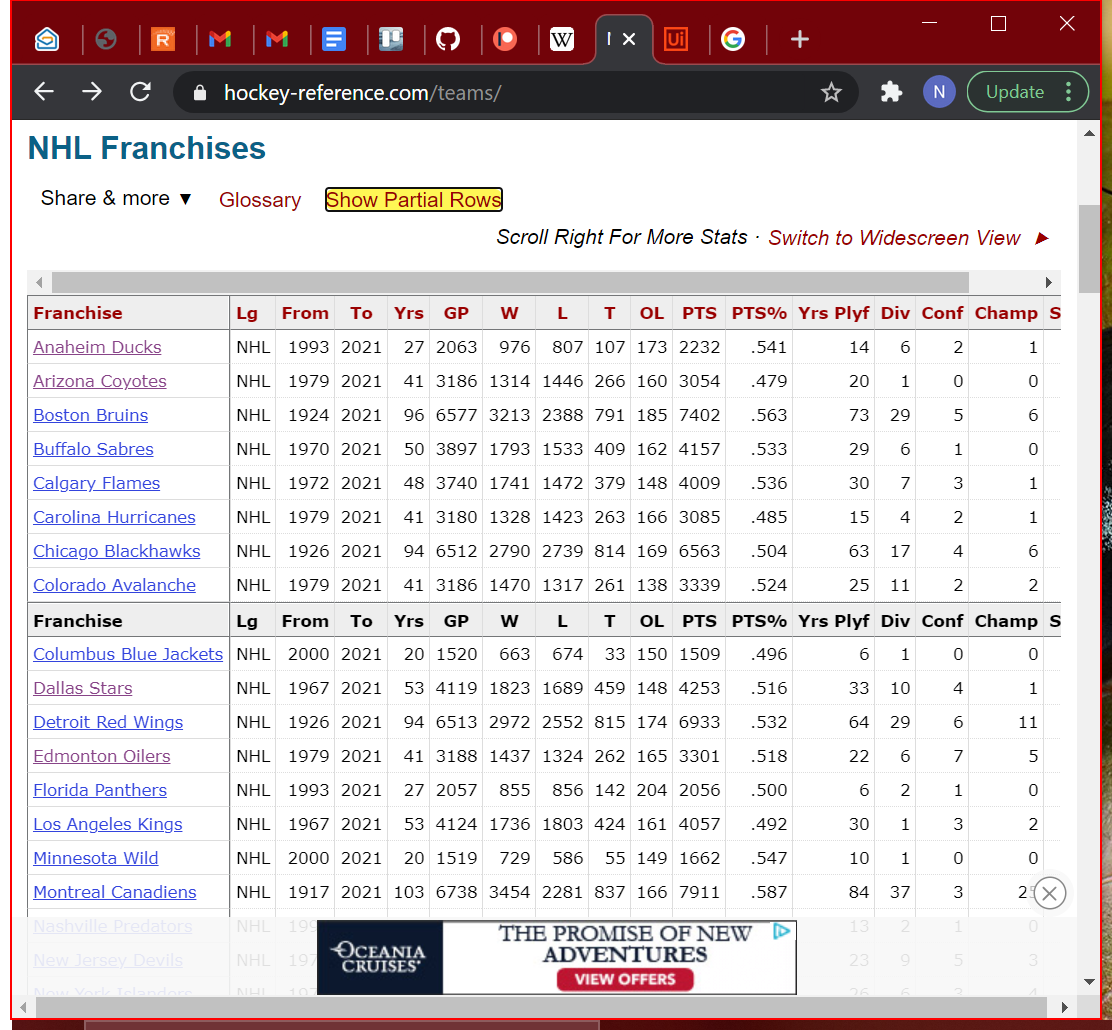 hockey-reference.com/teams/
N
Update
NHL Franchises
Share & more ▼ Glossary Show Partial Rows
Scroll Right For More Stats · Switch to Widescreen View ►
Franchise Lg From To Yrs GP W L T OL PTS PTS% Yrs Plyf Div Conf Champ S
Anaheim Ducks NHL 1993 2021 27 2063 976 807 107 173 2232 .541 14 6 2 1
Arizona Coyotes NHL 1979 2021 41 3186 1314 1446 266 160 3054 .479 20 1 0 0
Boston Bruins NHL 1924 2021 96 6577 3213 2388 791 185 7402 .563 73 29 5 6
Buffalo Sabres NHL 1970 2021 50 3897 1793 1533 409 162 4157 .533 29 6 1 0
Calgary Flames NHL 1972 2021 48 3740 1741 1472 379 148 4009 .536 30 7 3 1
Carolina Hurricanes NHL 1979 2021 41 3180 1328 1423 263 166 3085 .485 15 4 2 1
Chicago Blackhawks NHL 1926 2021 94 6512 2790 2739 814 169 6563 .504 63 17 4 6
Colorado Avalanche NHL 1979 2021 41 3186 1470 1317 261 138 3339 .524 25 11 2 2
Franchise Lg From To Yrs GP W L T OL PTS PTS% Yrs Plyf Div Conf Champ S
Columbus Blue Jackets NHL 2000 2021 20 1520 663 674 33 150 1509 .496 6 1 0 0
Dallas Stars NHL 1967 2021 53 4119 1823 1689 459 148 4253 .516 33 10 4 1
Detroit Red Wings NHL 1926 2021 94 6513 2972 2552 815 174 6933 .532 64 29 6 11
Edmonton Oilers NHL 1979 2021 41 3188 1437 1324 262 165 3301 .518 22 6 7 5
Florida Panthers NHL 1993 2021 27 2057 855 856 142 204 2056 .500 6 2 1 0
Los Angeles Kings NHL 1967 2021 53 4124 1736 1803 424 161 4057 .492 30 1 3 2
Minnesota Wild NHL 2000 2021 20 1519 729 586 55 149 1662 .547 10 1 0 0
Montreal Canadiens NHL 1917 2021 103 6738 3454 2281 837 166 7911 .587 84 37 3
Nashville Predators NHL 13 2 1 0
New Jersey Devils NHL 23 9 5 3
New York Islanders NHL
OCEANIA CRUISES
THE PROMISE OF NEW
ADVENTURES
VIEW OFFERS